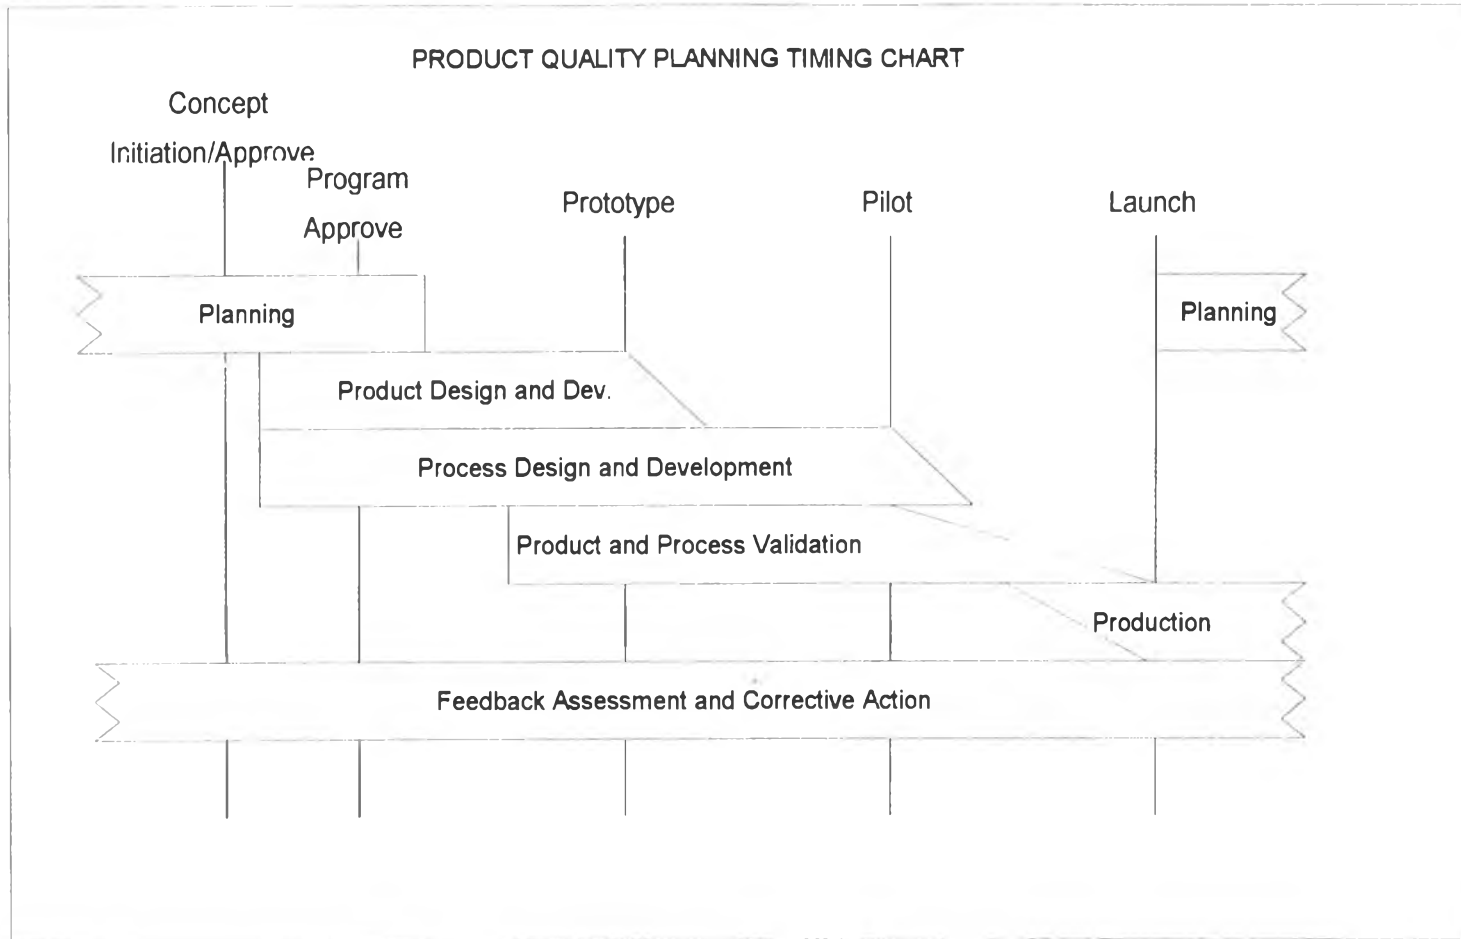 PRODUCT QUALITY PLANNING TIMING CHART
Concept
Initiation/Approve
Program
Approve
Prototype
Pilot
Launch
Planning
Planning
Product Design and Dev.
Process Design and Development
Product and Process Validation
Production
Feedback Assessment and Corrective Action